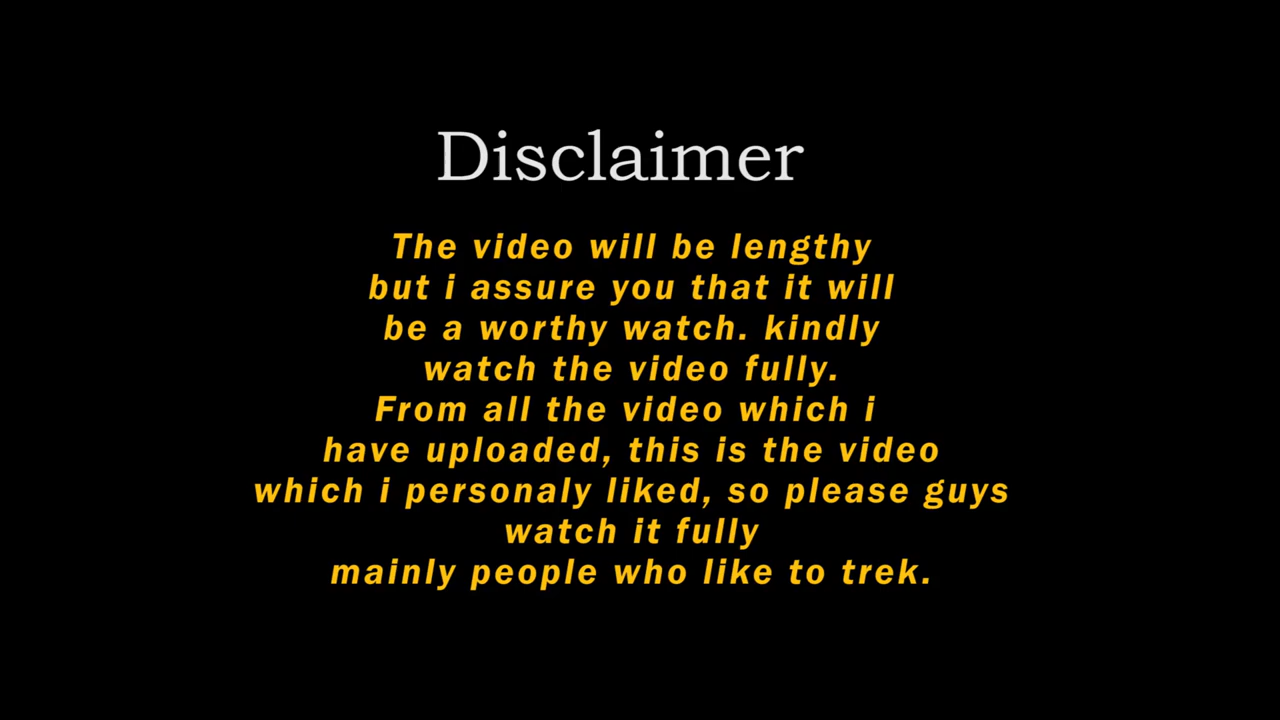 Disclaimer
The video will be lengthy
but i assure you that it will
be a worthy watch. kindly
watch the video fully.
From all the video which i
have uploaded, this is the video
which i personaly liked, so please guys
watch it fully
mainly people who like to trek.